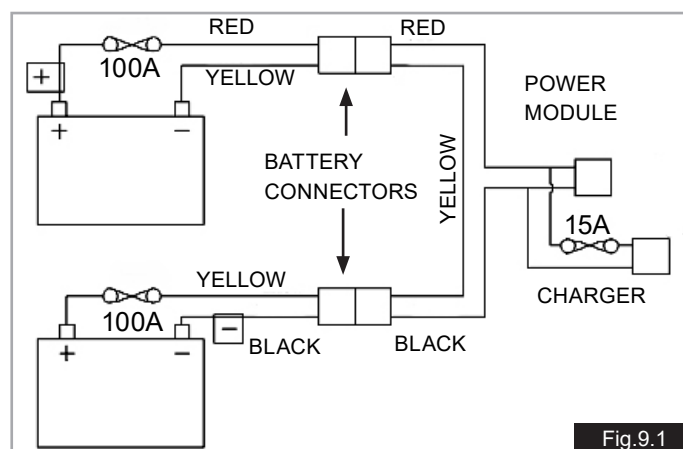 RED
RED
100A
YELLOW
+
+
−
POWER
MODULE
BATTERY
CONNECTORS
YELLOW
15A
CHARGER
YELLOW
100A
−
BLACK
BLACK
+
−
Fig.9.1